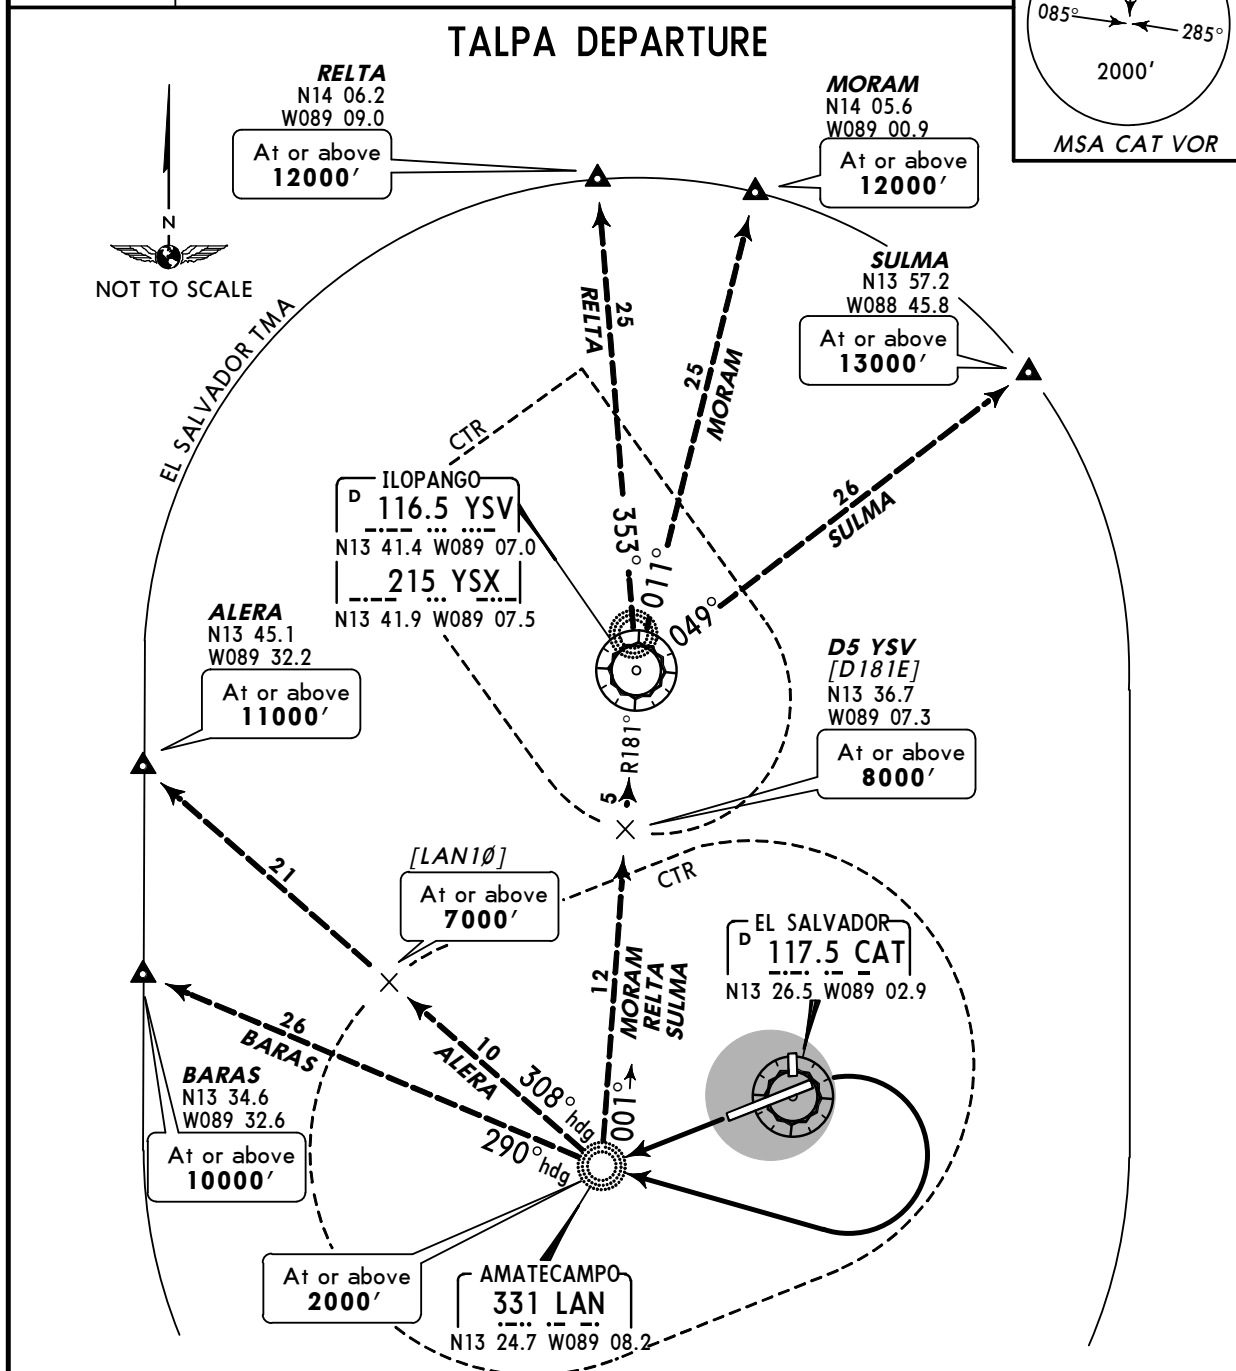 TALPA DEPARTURE
085°
285°
2000'
MSA CAT VOR
RELTA
N14 06.2
W089 09.0
At or above
12000'
MORAM
N14 05.6
W089 00.9
At or above
12000'
N
NOT TO SCALE
SULMA
N13 57.2
W088 45.8
At or above
13000'
EL SALVADOR TMA
25
RELTA
25
MORAM
26
SULMA
CTR
ILOPANGO
D 116.5 YSV
N13 41.4 W089 07.0
215 YSX
N13 41.9 W089 07.5
353°
011°
049°
ALERA
N13 45.1
W089 32.2
At or above
11000'
D5 YSV
[D181E]
N13 36.7
W089 07.3
At or above
8000'
R181°
5
21
[LAN1Ø]
At or above
7000'
CTR
EL SALVADOR
D 117.5 CAT
N13 26.5 W089 02.9
12
MORAM
RELTA
SULMA
26
BARAS
10
ALERA
BARAS
N13 34.6
W089 32.6
At or above
10000'
308° hdg
290° hdg
001°
At or above
2000'
AMATECAMPO
331 LAN
N13 24.7 W089 08.2